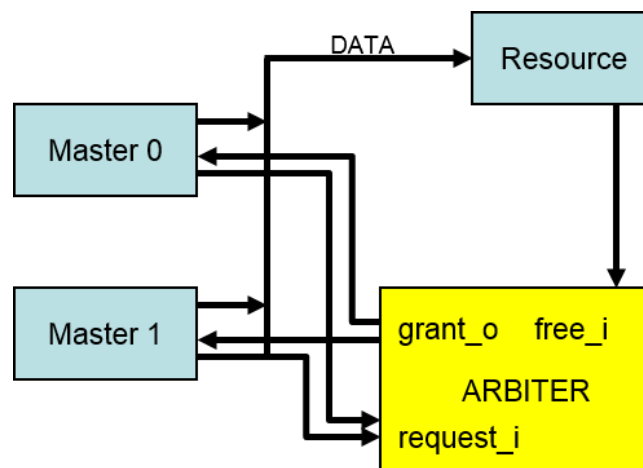 DATA
Resource
Master 0
Master 1
grant_o free_i
ARBITER
request_i